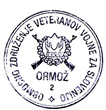 OBMOČNO ZDRUŽENJE VETERANOV VOJNE ZA SLOVENIJO
ORMOŽ
2